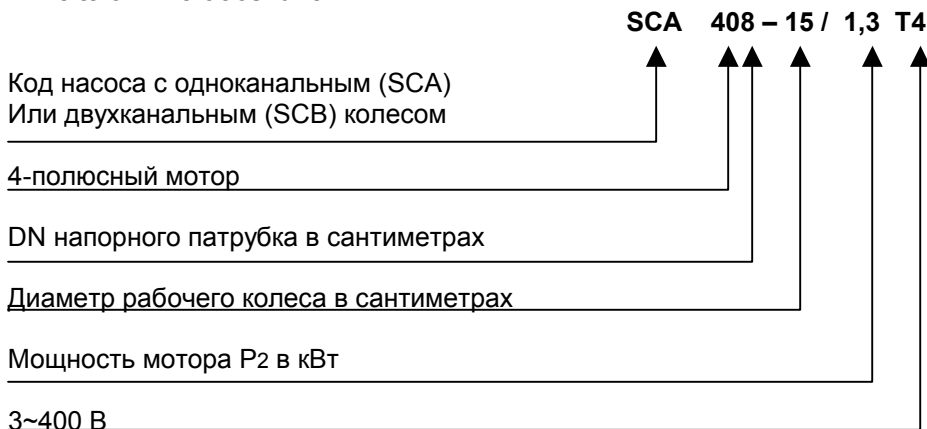 SCA 408 – 15 / 1,3 T4
Код насоса с одноканальным (SCA)
Или двухканальным (SCB) колесом
4-полюсный мотор
DN напорного патрубка в сантиметрах
Диаметр рабочего колеса в сантиметрах
Мощность мотора P2 в кВт
3~400 В